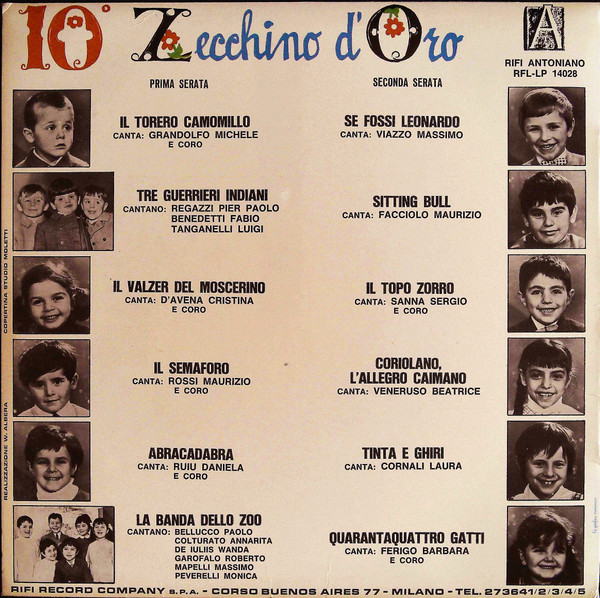 10° Zecchino d'Oro
A
RIFI ANTONIANO
RFL-LP 14028
PRIMA SERATA
IL TORERO CAMOMILLO
CANTA: GRANDOLFO MICHELE
E CORO
TRE GUERRIERI INDIANI
CANTANO: REGAZZI PIER PAOLO
BENEDETTI FABIO
TANGANELLI LUIGI
IL VALZER DEL MOSCERINO
CANTA: D'AVENA CRISTINA
E CORO
IL SEMAFORO
CANTA: ROSSI MAURIZIO
E CORO
ABRACADABRA
CANTA: RUIU DANIELA
E CORO
LA BANDA DELLO ZOO
CANTANO: BELLUCCO PAOLO
COLTURATO ANNARITA
DE IULIIS WANDA
GAROFALO ROBERTO
MAPELLI MASSIMO
PEVERELLI MONICA
SECONDA SERATA
SE FOSSI LEONARDO
CANTA: VIAZZO MASSIMO
SITTING BULL
CANTA: FACCIOLO MAURIZIO
IL TOPO ZORRO
CANTA: SANNA SERGIO
E CORO
CORIOLANO,
L'ALLEGRO CAIMANO
CANTA: VENERUSO BEATRICE
TINTA E GHIRI
CANTA: CORNALI LAURA
QUARANTAQUATTRO GATTI
CANTA: FERIGO BARBARA
E CORO
COPERTINA STUDIO MOLETTI
REALIZZAZIONE W. ALBERA
RIFI RECORD COMPANY S.P.A. - CORSO BUENOS AIRES 77 - MILANO - TEL. 273641/2/3/4/5